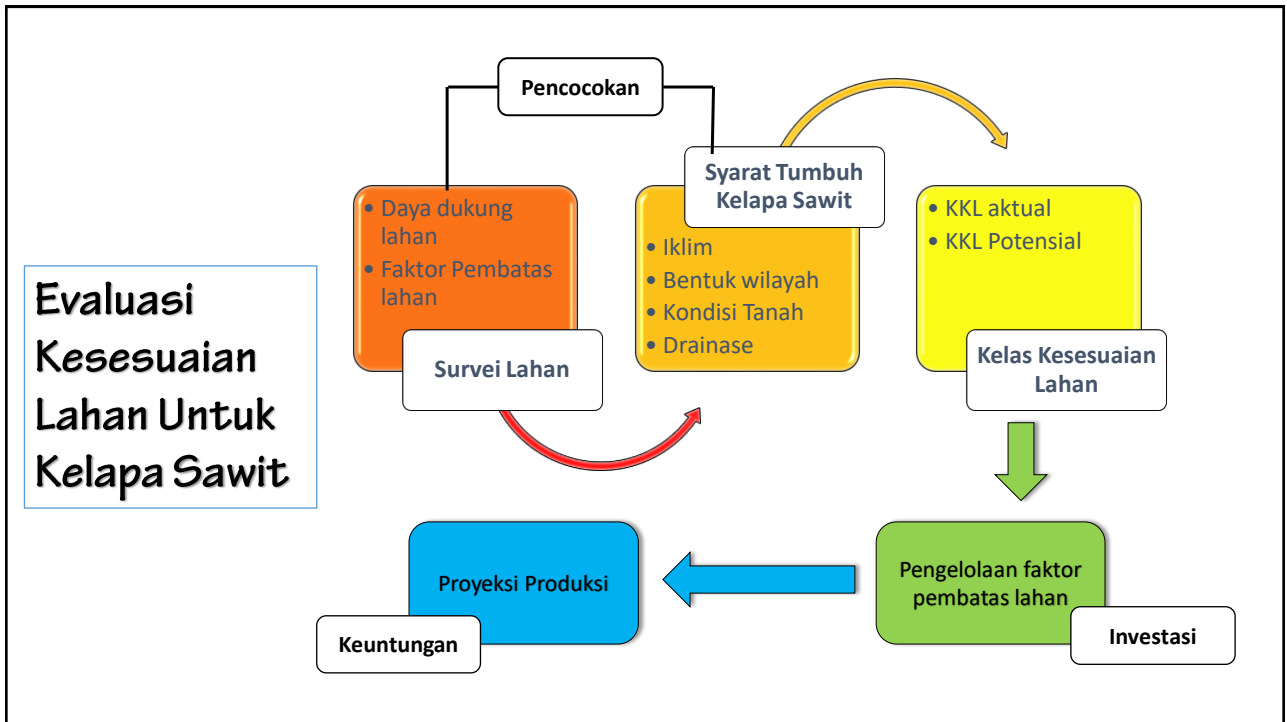 Pencocokan
Syarat Tumbuh
Kelapa Sawit
• Daya dukung
lahan
• Faktor Pembatas
lahan
Survei Lahan
• Iklim
• Bentuk wilayah
• Kondisi Tanah
• Drainase
• KKL aktual
• KKL Potensial
Kelas Kesesuaian
Lahan
Evaluasi
Kesesuaian
Lahan Untuk
Kelapa Sawit
Proyeksi Produksi
Keuntungan
Pengelolaan faktor
pembatas lahan
Investasi